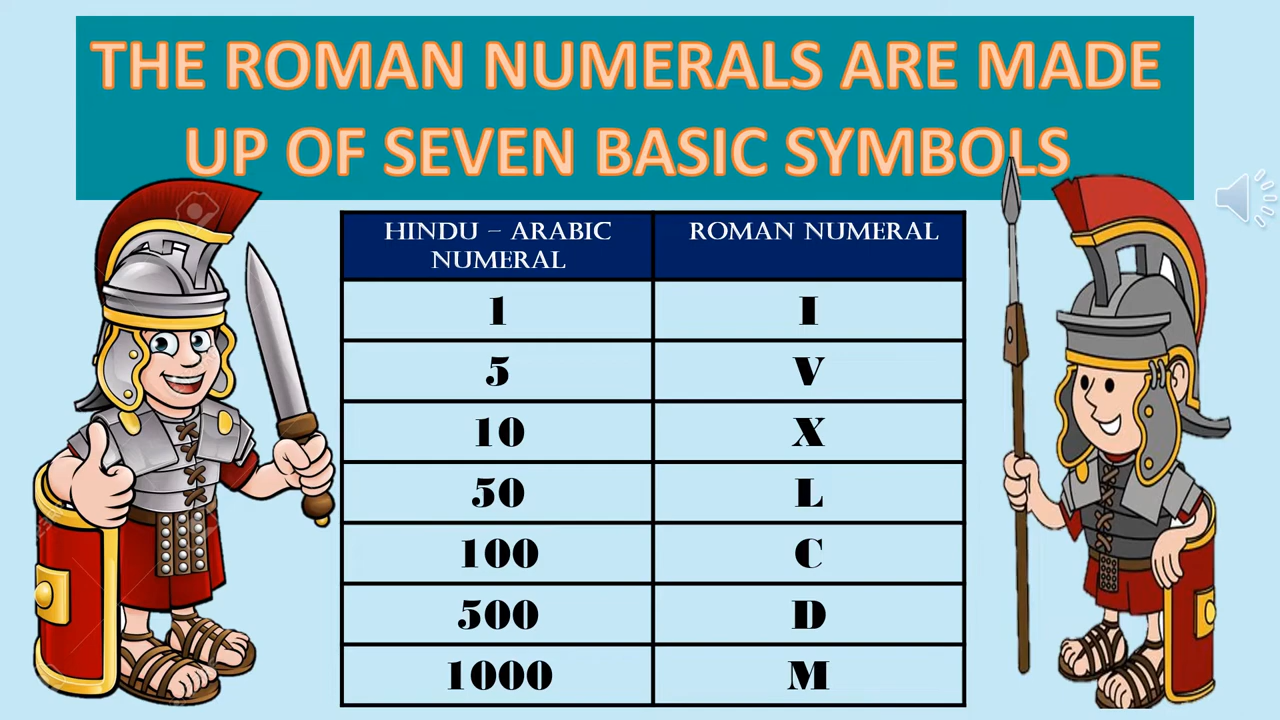 THE ROMAN NUMERALS ARE MADE
UP OF SEVEN BASIC SYMBOLS
HINDU – ARABIC
NUMERAL
ROMAN NUMERAL
1 I
5 V
10 X
50 L
100 C
500 D
1000 M